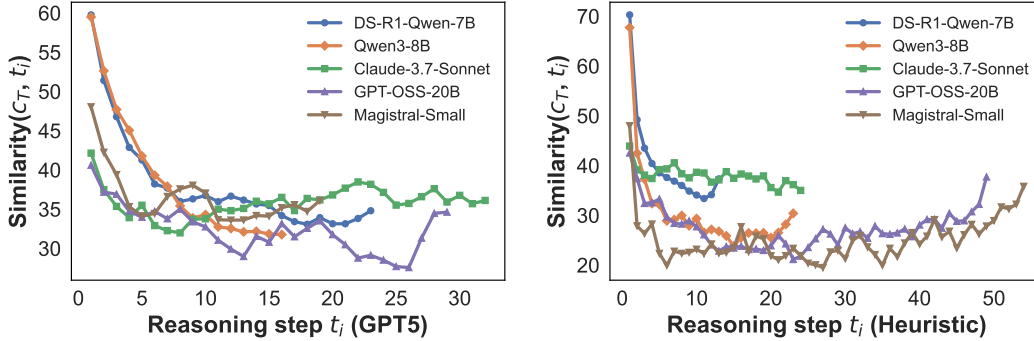 60
55
50
45
40
35
30
0
5
10
15
20
25
30
Similarity(c_T, t_i)
Reasoning step t_i (GPT5)
DS-R1-Qwen-7B
Qwen3-8B
Claude-3.7-Sonnet
GPT-OSS-20B
Magistral-Small
70
60
50
40
30
20
0
10
20
30
40
50
Similarity(c_T, t_i)
Reasoning step t_i (Heuristic)
DS-R1-Qwen-7B
Qwen3-8B
Claude-3.7-Sonnet
GPT-OSS-20B
Magistral-Small